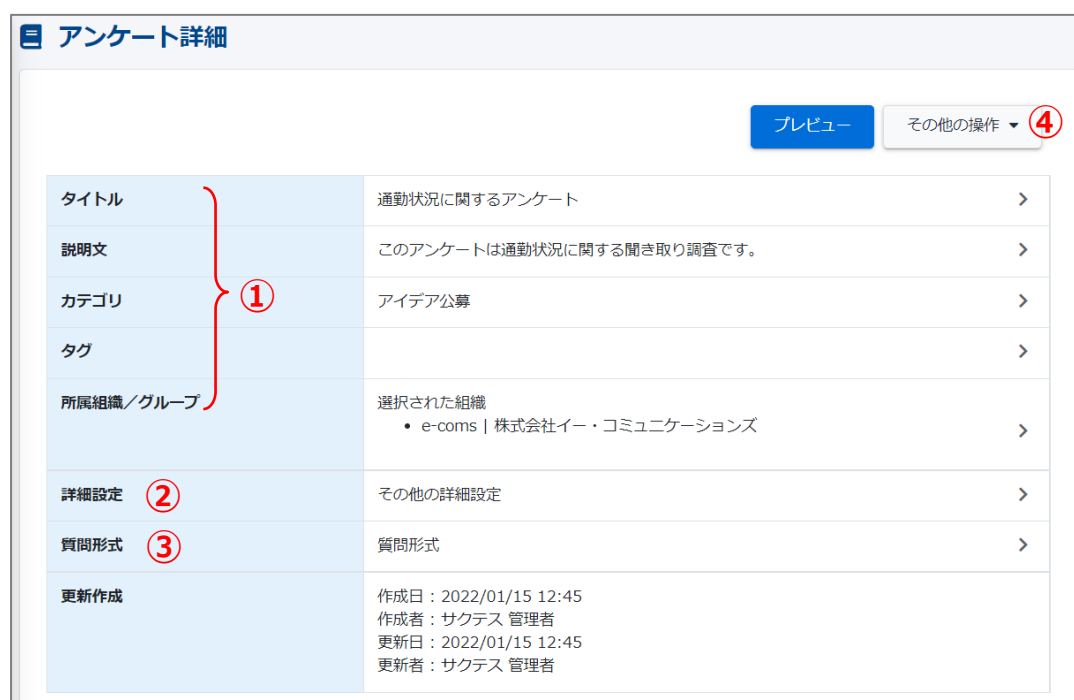 アンケート詳細
プレビュー その他の操作 ④
タイトル 通勤状況に関するアンケート
説明文 このアンケートは通勤状況に関する聞き取り調査です。
カテゴリ ① アイデア公募
タグ
所属組織／グループ 選択された組織
• e-coms | 株式会社イー・コミュニケーションズ
詳細設定 ② その他の詳細設定
質問形式 ③ 質問形式
更新作成 作成日：2022/01/15 12:45
作成者：サクテス 管理者
更新日：2022/01/15 12:45
更新者：サクテス 管理者